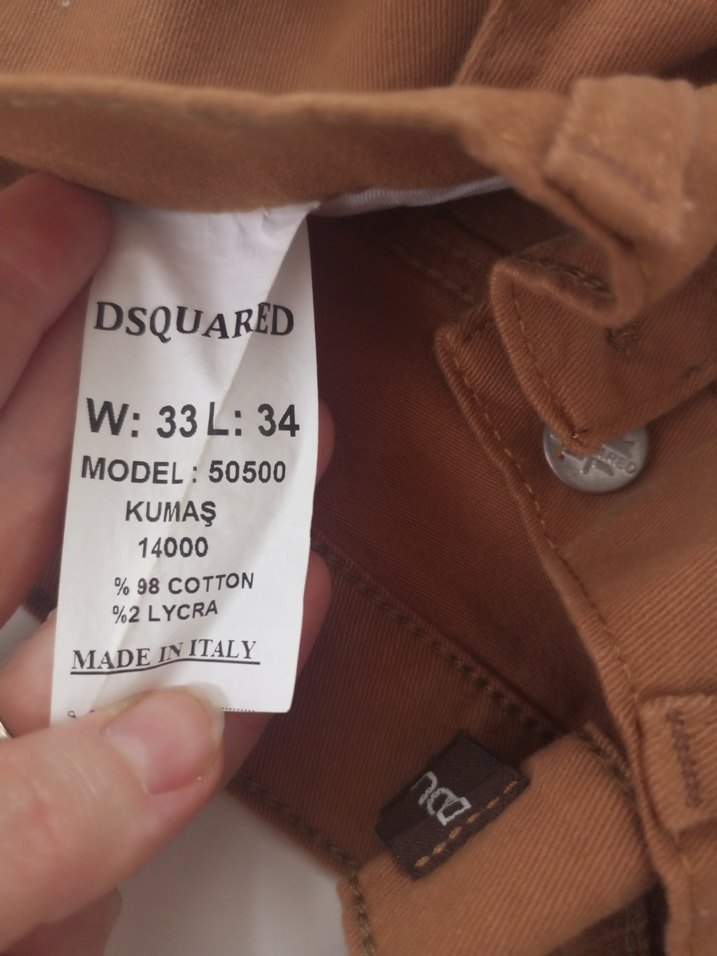 DSQUARED
W: 33 L: 34
MODEL : 50500
KUMAŞ
14000
% 98 COTTON
%2 LYCRA
MADE IN ITALY